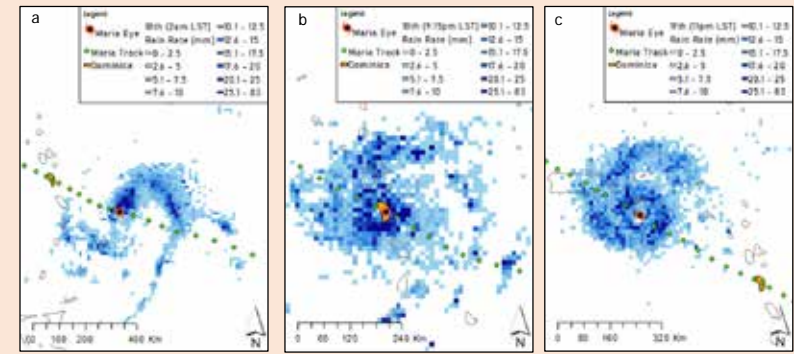 a
Legend
Maria Eye
18th (2am LST)
10.1 - 12.5
Rain Rate (mm)
12.6 - 15
Maria Track
0 - 2.5
15.1 - 17.5
Dominica
2.6 - 5
17.6 - 20
5.1 - 7.5
20.1 - 25
7.6 - 10
25.1 - 63
200 400 Km
N
b
Legend
Maria Eye
18th (9:15pm LST)
10.1 - 12.5
Rain Rate (mm)
12.6 - 15
Maria Track
0 - 2.5
15.1 - 17.5
Dominica
2.6 - 5
17.6 - 20
5.1 - 7.5
20.1 - 25
7.6 - 10
25.1 - 63
0 60 120 240 Km
N
c
Legend
Maria Eye
19th (11pm LST)
10.1 - 12.5
Rain Rate (mm)
12.6 - 15
Maria Track
0 - 2.5
15.1 - 17.5
Dominica
2.6 - 5
17.6 - 20
5.1 - 7.5
20.1 - 25
7.6 - 10
25.1 - 63
0 80 160 320 Km
N